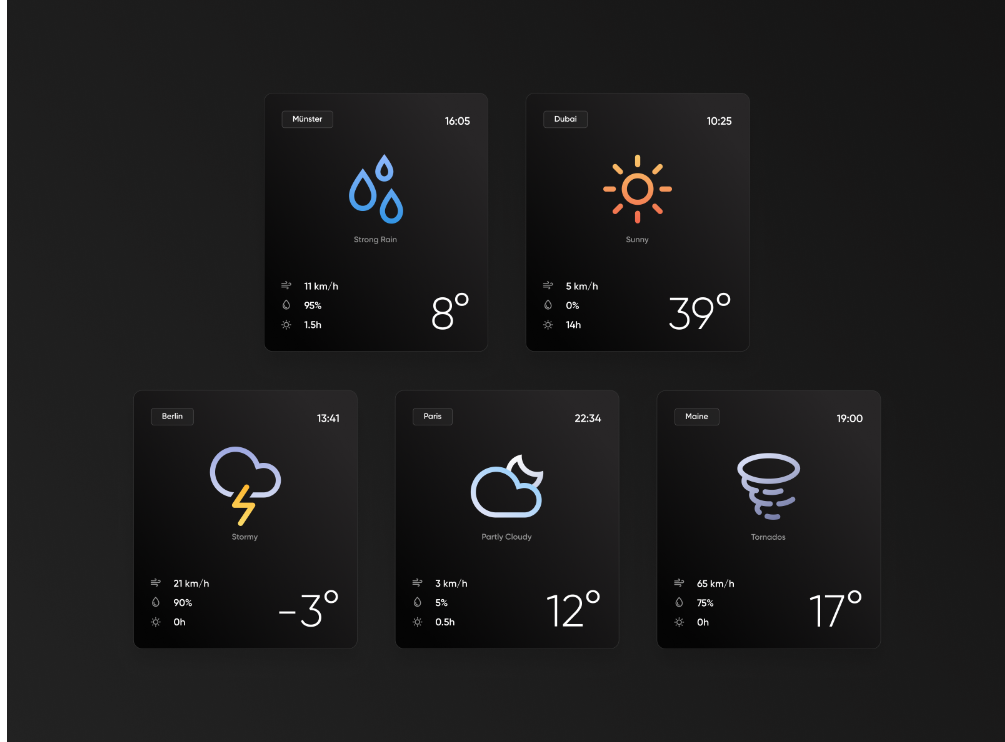 Münster
16:05
Strong Rain
11 km/h
95%
1.5h
8°
Dubai
10:25
Sunny
5 km/h
0%
14h
39°
Berlin
13:41
Stormy
21 km/h
90%
0h
-3°
Paris
22:34
Partly Cloudy
3 km/h
5%
0.5h
12°
Maine
19:00
Tornados
65 km/h
75%
0h
17°